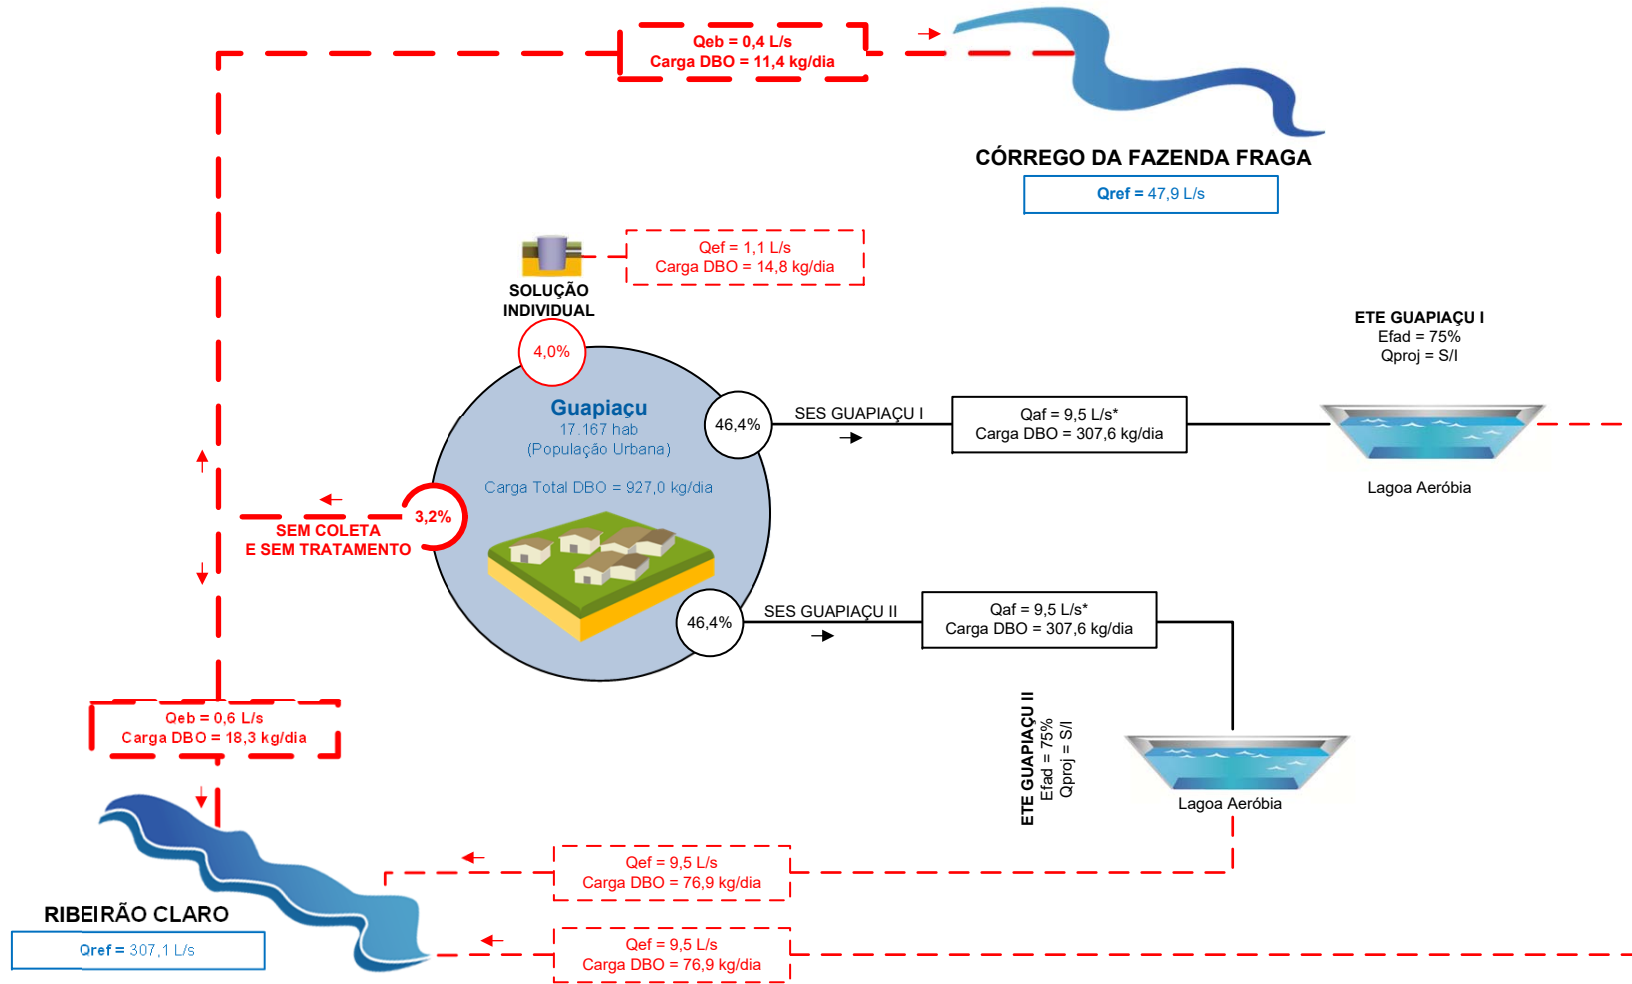 Qeb = 0,4 L/s
Carga DBO = 11,4 kg/dia
CÓRREGO DA FAZENDA FRAGA
Qref = 47,9 L/s
Qef = 1,1 L/s
Carga DBO = 14,8 kg/dia
SOLUÇÃO
INDIVIDUAL
4,0%
ETE GUAPIAÇU I
Efad = 75%
Qproj = S/I
Guapiaçu
17.167 hab
(População Urbana)
Carga Total DBO = 927,0 kg/dia
46,4%
SES GUAPIAÇU I
Qaf = 9,5 L/s*
Carga DBO = 307,6 kg/dia
Lagoa Aeróbia
3,2%
SEM COLETA
E SEM TRATAMENTO
46,4%
SES GUAPIAÇU II
Qaf = 9,5 L/s*
Carga DBO = 307,6 kg/dia
ETE GUAPIAÇU II
Efad = 75%
Qproj = S/I
Lagoa Aeróbia
Qeb = 0,6 L/s
Carga DBO = 18,3 kg/dia
Qef = 9,5 L/s
Carga DBO = 76,9 kg/dia
RIBEIRÃO CLARO
Qref = 307,1 L/s
Qef = 9,5 L/s
Carga DBO = 76,9 kg/dia